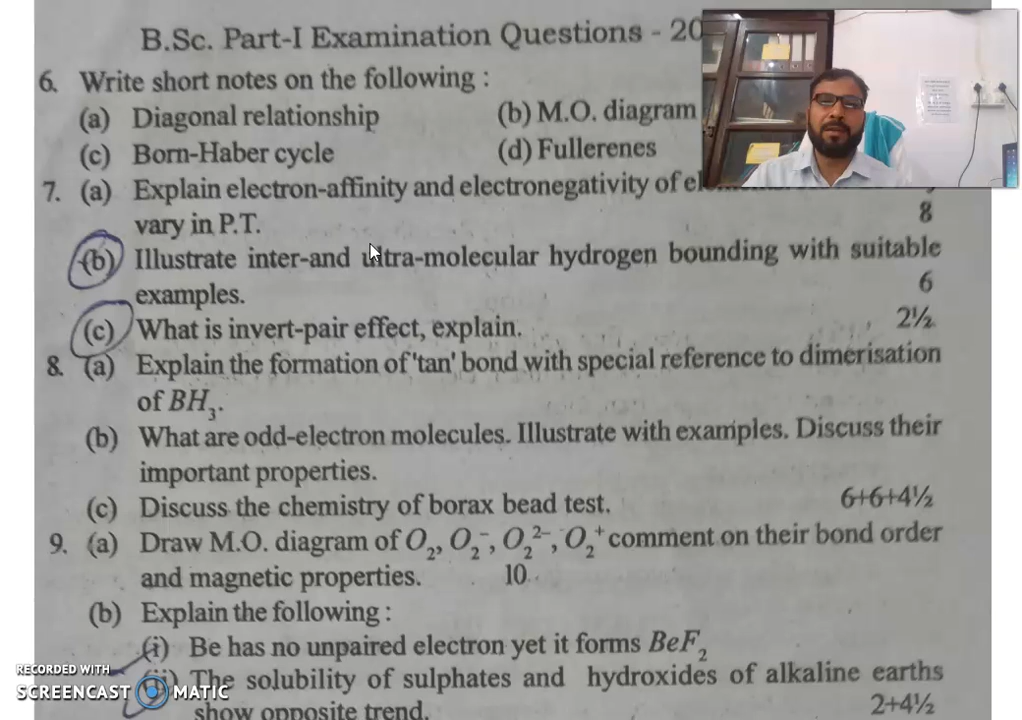 B.Sc. Part-I Examination Questions - 20
6. Write short notes on the following :
(a) Diagonal relationship (b) M.O. diagram
(c) Born-Haber cycle (d) Fullerenes
7. (a) Explain electron-affinity and electronegativity of
vary in P.T. 8
(b) Illustrate inter-and intra-molecular hydrogen bounding with suitable
examples. 6
(c) What is invert-pair effect, explain. 2½
8. (a) Explain the formation of 'tan' bond with special reference to dimerisation
of BH₃.
(b) What are odd-electron molecules. Illustrate with examples. Discuss their
important properties.
(c) Discuss the chemistry of borax bead test. 6+6+4½
9. (a) Draw M.O. diagram of O₂, O₂⁻, O₂²⁻, O₂⁺ comment on their bond order
and magnetic properties. 10
(b) Explain the following :
(i) Be has no unpaired electron yet it forms BeF₂
(ii) The solubility of sulphates and hydroxides of alkaline earths
show opposite trend. 2+4½
RECORDED WITH
SCREENCAST MATIC